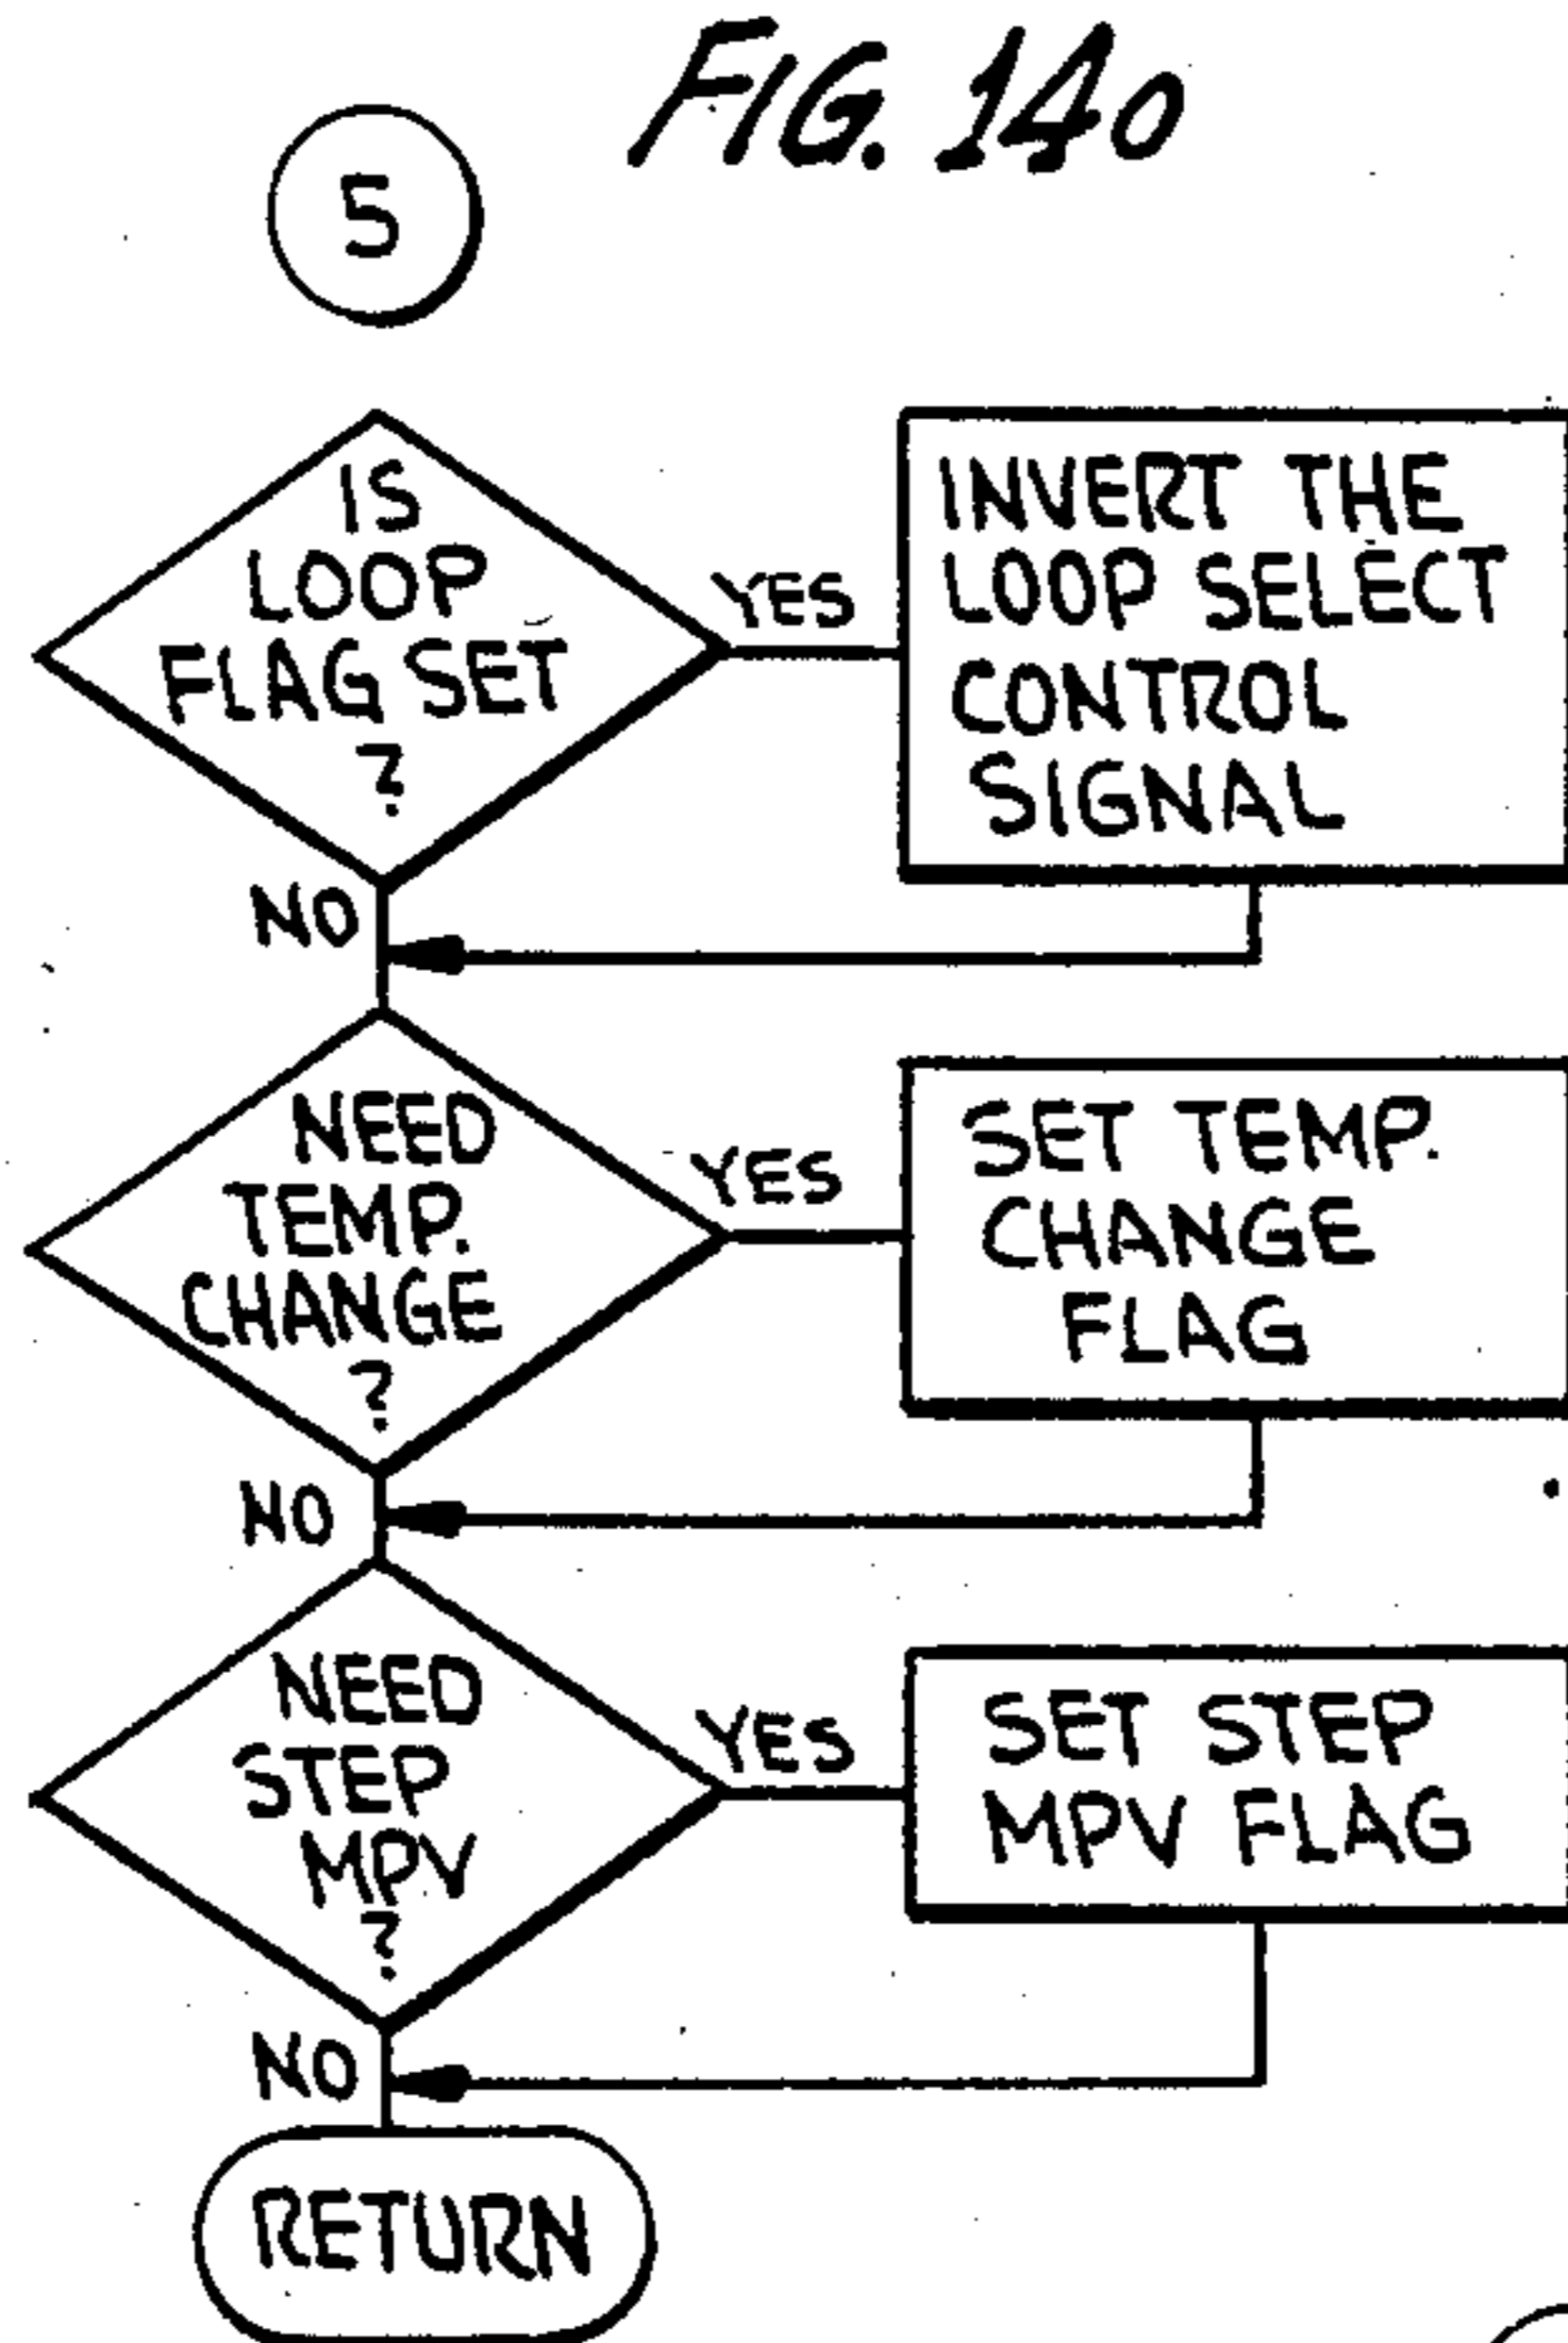 FIG. 14o
5
IS
LOOP
FLAG SET
?
YES
INVERT THE
LOOP SELECT
CONTROL
SIGNAL
NO
NEED
TEMP.
CHANGE
?
YES
SET TEMP.
CHANGE
FLAG
NO
NEED
STEP
MPV
?
YES
SET STEP
MPV FLAG
NO
RETURN